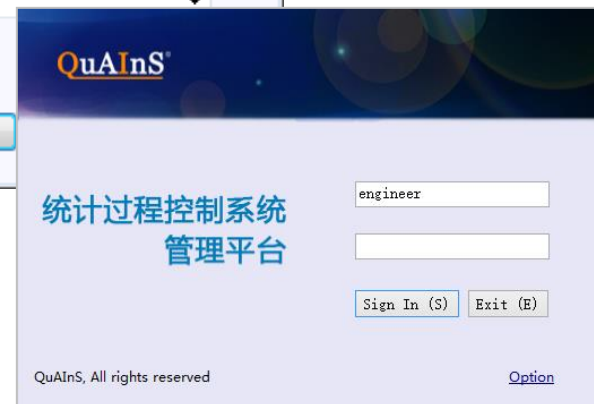 QuAInS®
engineer
统计过程控制系统
管理平台
Sign In (S) Exit (E)
QuAInS, All rights reserved
Option